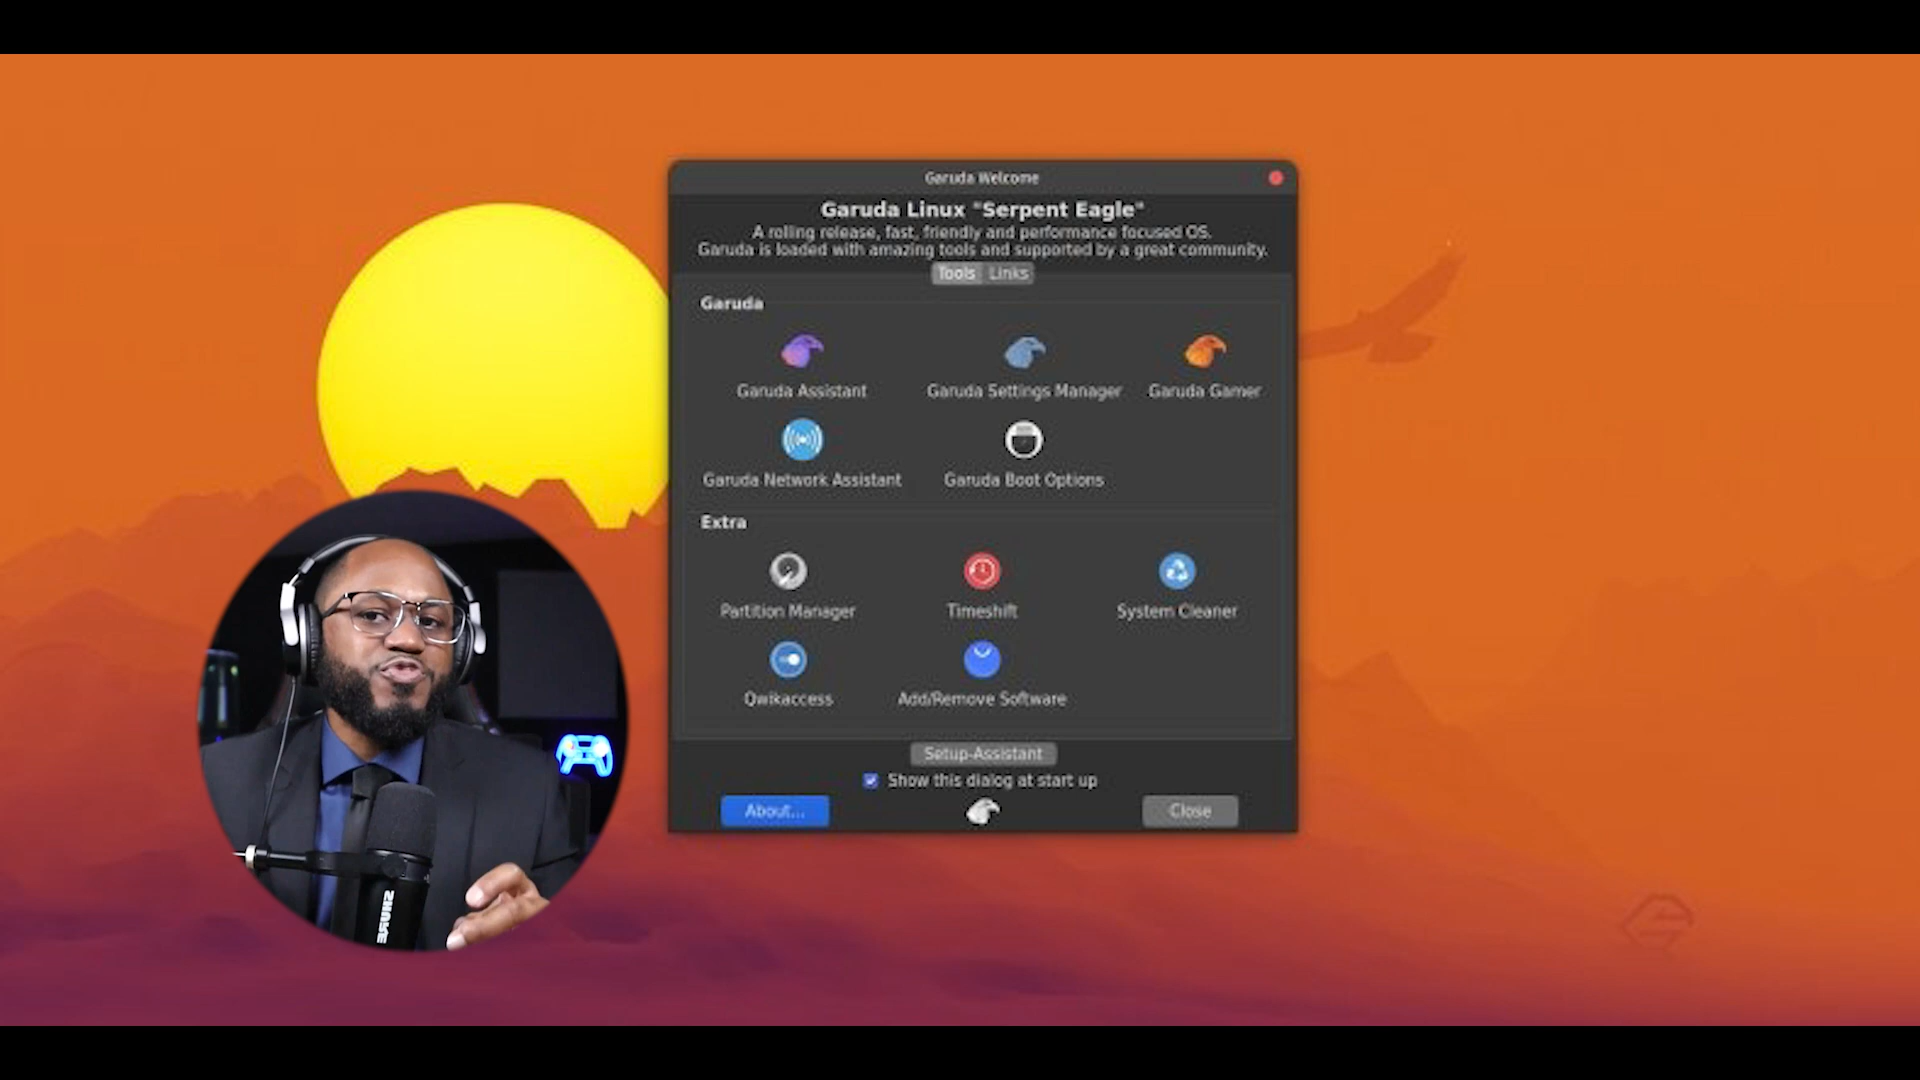 Garuda Welcome
Garuda Linux "Serpent Eagle"
A rolling release, fast, friendly and performance focused OS.
Garuda is loaded with amazing tools and supported by a great community.
Tools Links
Garuda
Garuda Assistant Garuda Settings Manager Garuda Gamer
Garuda Network Assistant Garuda Boot Options
Extra
Partition Manager Timeshift System Cleaner
Qwikaccess Add/Remove Software
Setup-Assistant
Show this dialog at start up
About... Close
SHURE